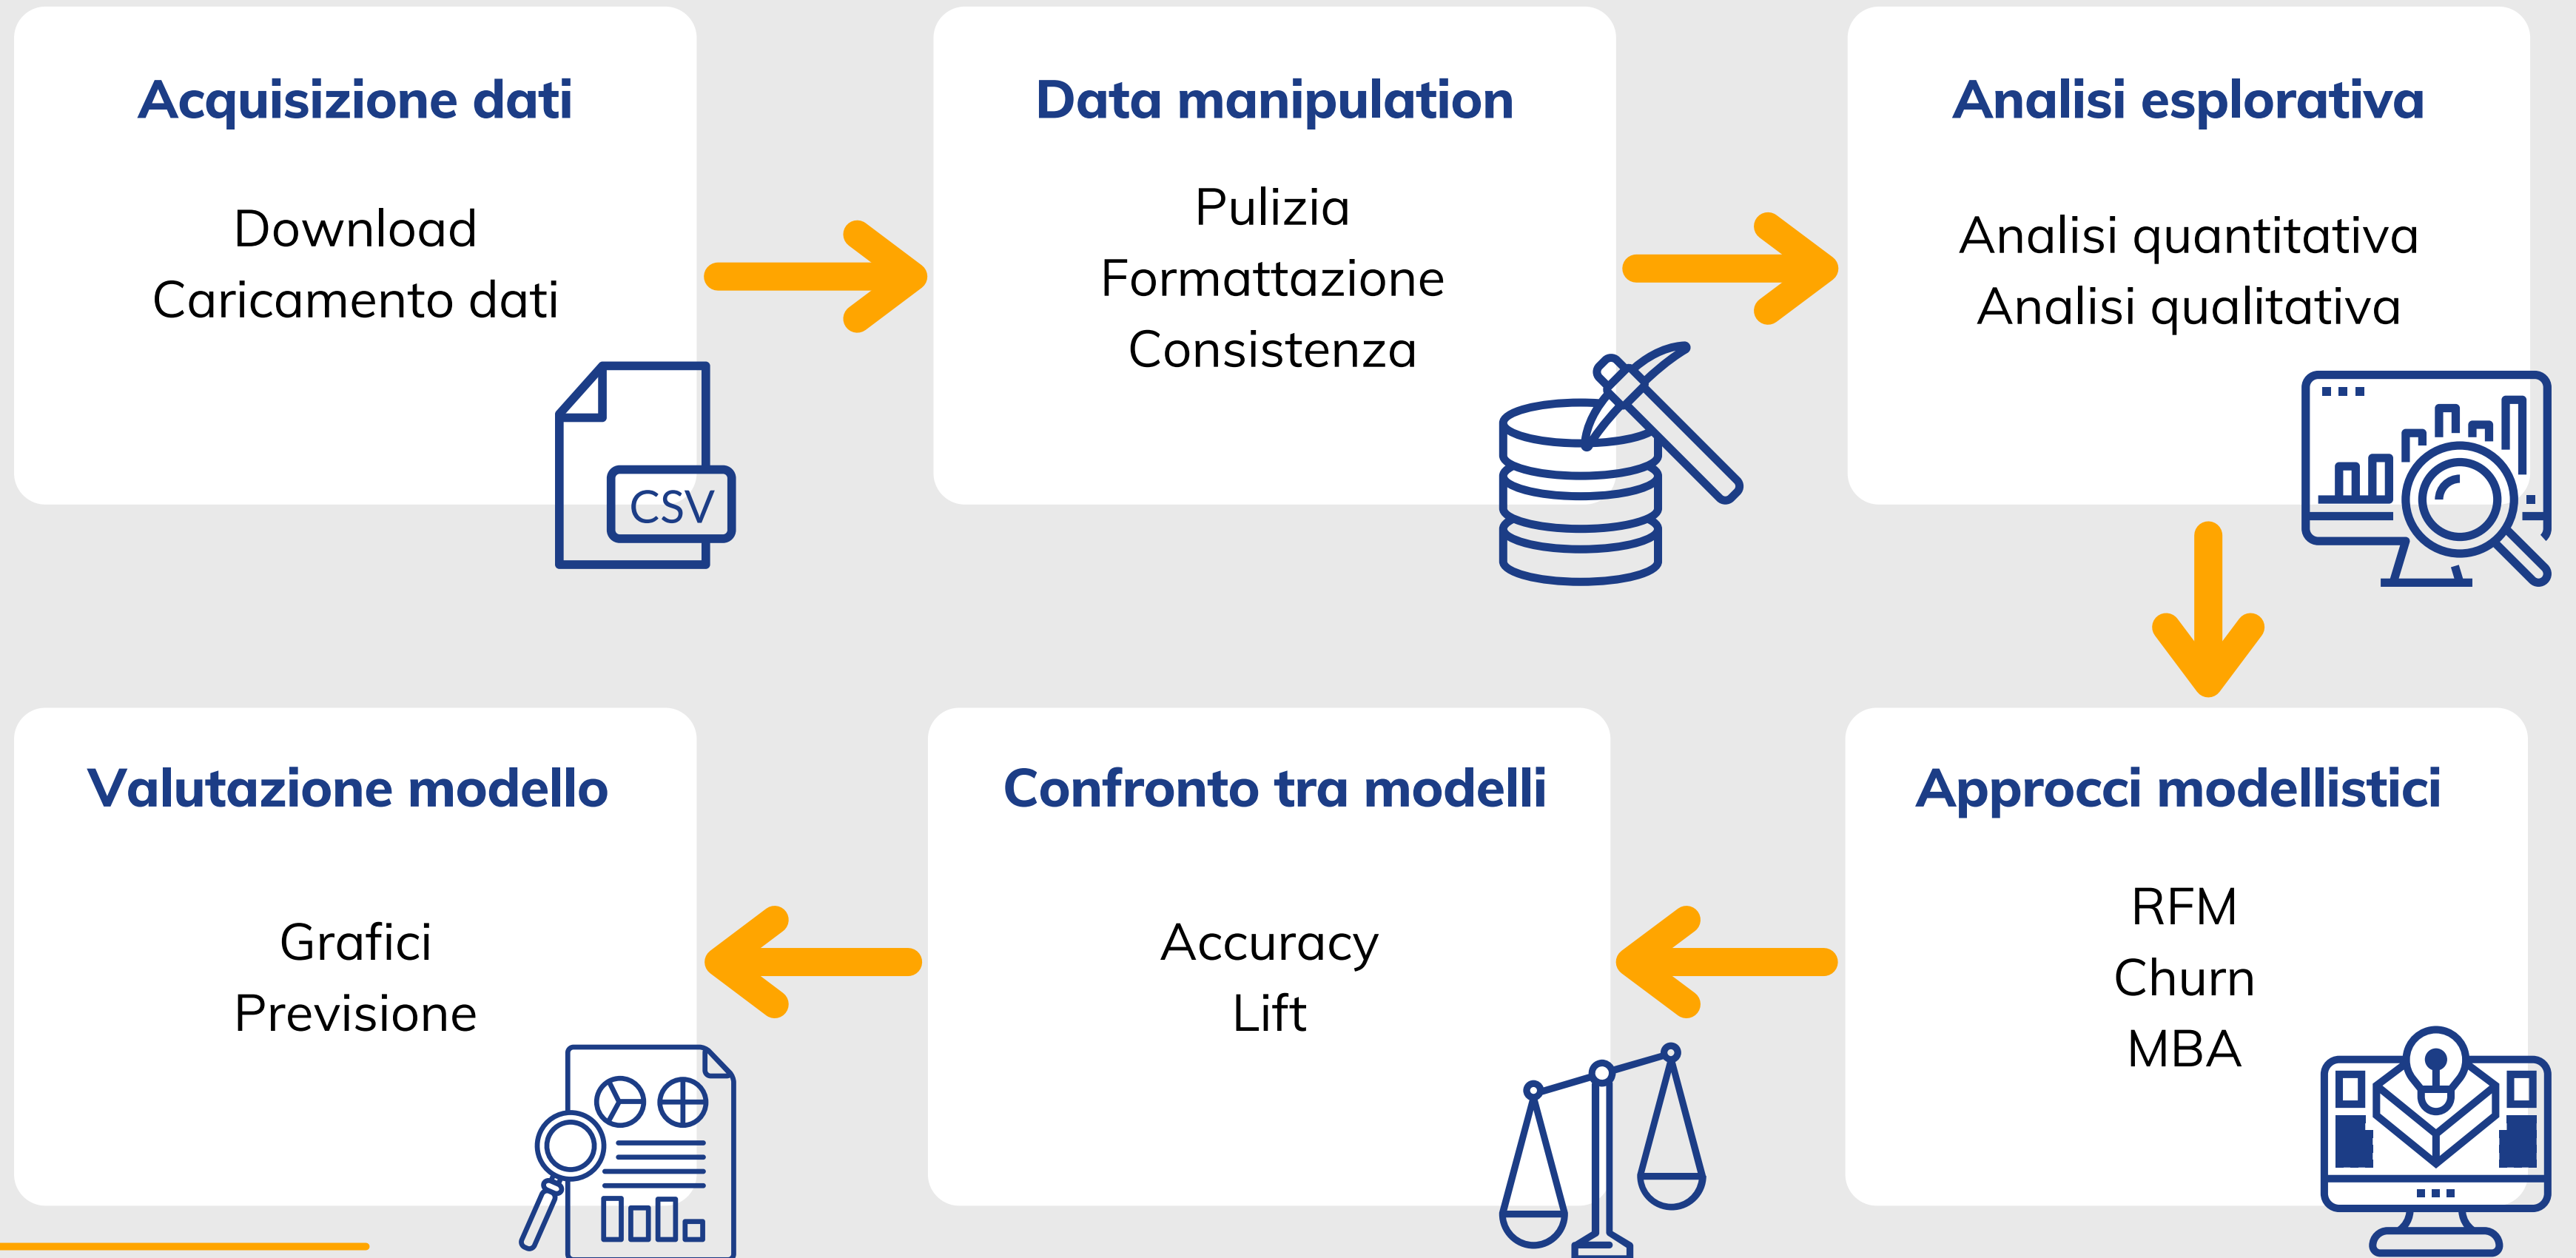 Acquisizione dati
Download
Caricamento dati
CSV
Data manipulation
Pulizia
Formattazione
Consistenza
Analisi esplorativa
Analisi quantitativa
Analisi qualitativa
Approcci modellistici
RFM
Churn
MBA
Confronto tra modelli
Accuracy
Lift
Valutazione modello
Grafici
Previsione